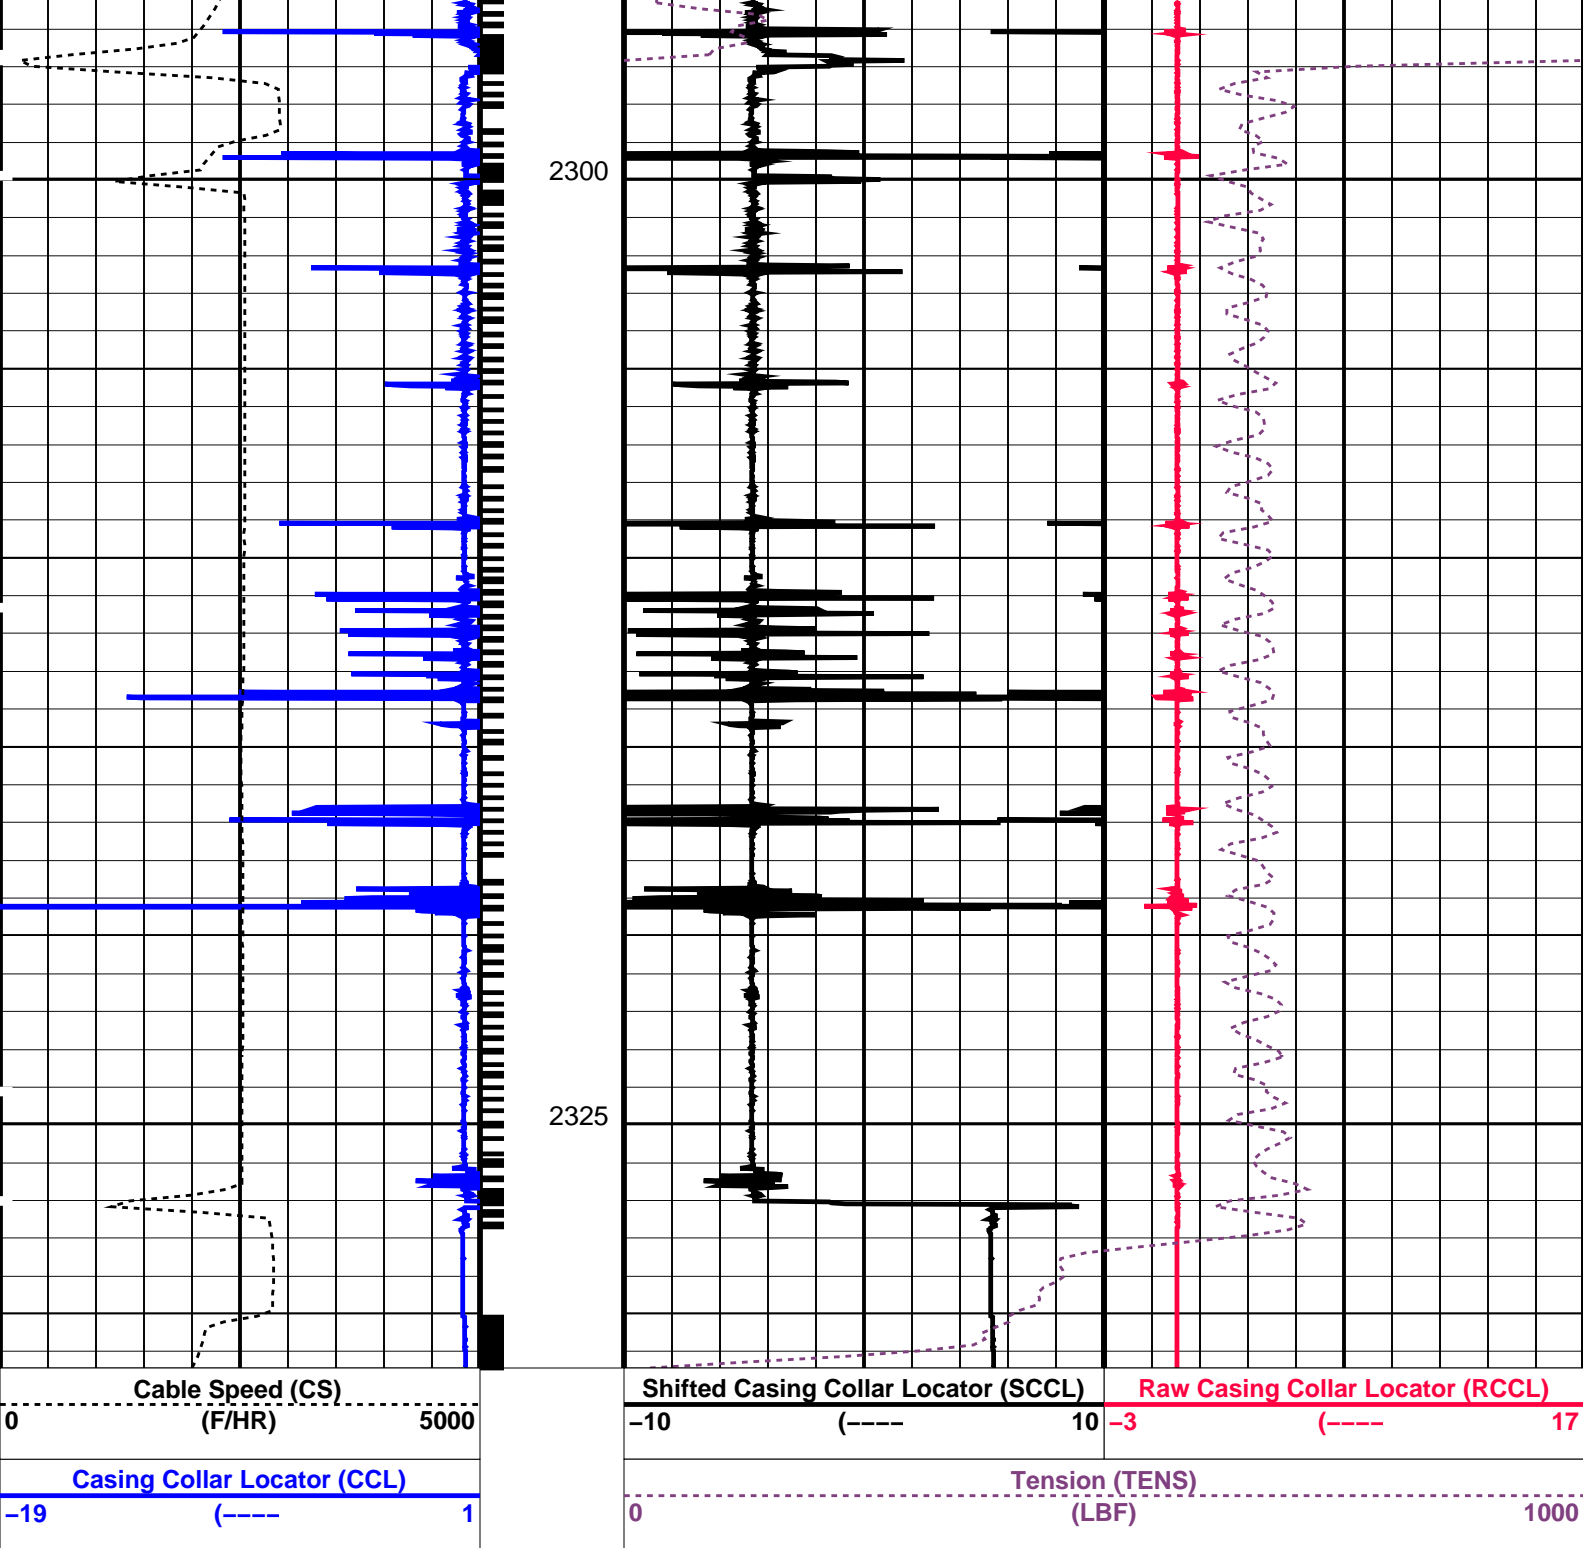 2300
2325
Cable Speed (CS)
0 (F/HR) 5000
Casing Collar Locator (CCL)
−19 (−−−− 1
Shifted Casing Collar Locator (SCCL)
−10 (−−−− 10
Raw Casing Collar Locator (RCCL)
−3 (−−−− 17
Tension (TENS)
0 (LBF) 1000